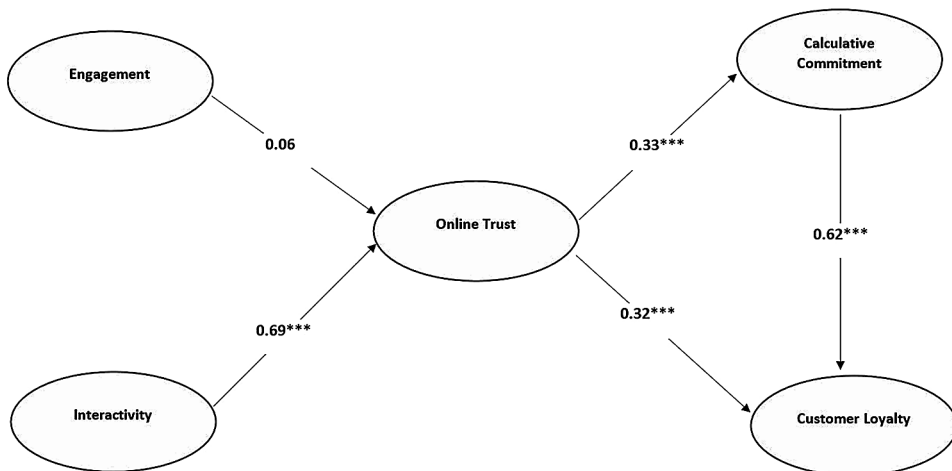 Engagement
Calculative
Commitment
0.06
0.33***
Online Trust
0.62***
0.69***
0.32***
Interactivity
Customer Loyalty